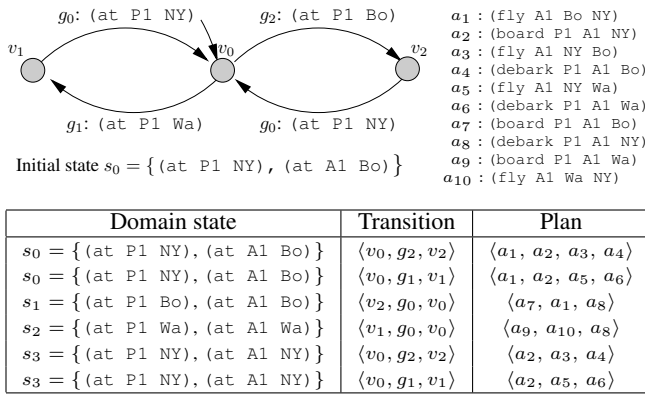 g0: (at P1 NY)
g2: (at P1 Bo)
v1
v0
v2
g1: (at P1 Wa)
g0: (at P1 NY)
Initial state s0 = {(at P1 NY), (at A1 Bo)}
a1 : (fly A1 Bo NY)
a2 : (board P1 A1 NY)
a3 : (fly A1 NY Bo)
a4 : (debark P1 A1 Bo)
a5 : (fly A1 NY Wa)
a6 : (debark P1 A1 Wa)
a7 : (board P1 A1 Bo)
a8 : (debark P1 A1 NY)
a9 : (board P1 A1 Wa)
a10 : (fly A1 Wa NY)
Domain state Transition Plan
s0 = {(at P1 NY), (at A1 Bo)} ⟨v0, g2, v2⟩ ⟨a1, a2, a3, a4⟩
s0 = {(at P1 NY), (at A1 Bo)} ⟨v0, g1, v1⟩ ⟨a1, a2, a5, a6⟩
s1 = {(at P1 Bo), (at A1 Bo)} ⟨v2, g0, v0⟩ ⟨a7, a1, a8⟩
s2 = {(at P1 Wa), (at A1 Wa)} ⟨v1, g0, v0⟩ ⟨a9, a10, a8⟩
s3 = {(at P1 NY), (at A1 NY)} ⟨v0, g2, v2⟩ ⟨a2, a3, a4⟩
s3 = {(at P1 NY), (at A1 NY)} ⟨v0, g1, v1⟩ ⟨a2, a5, a6⟩